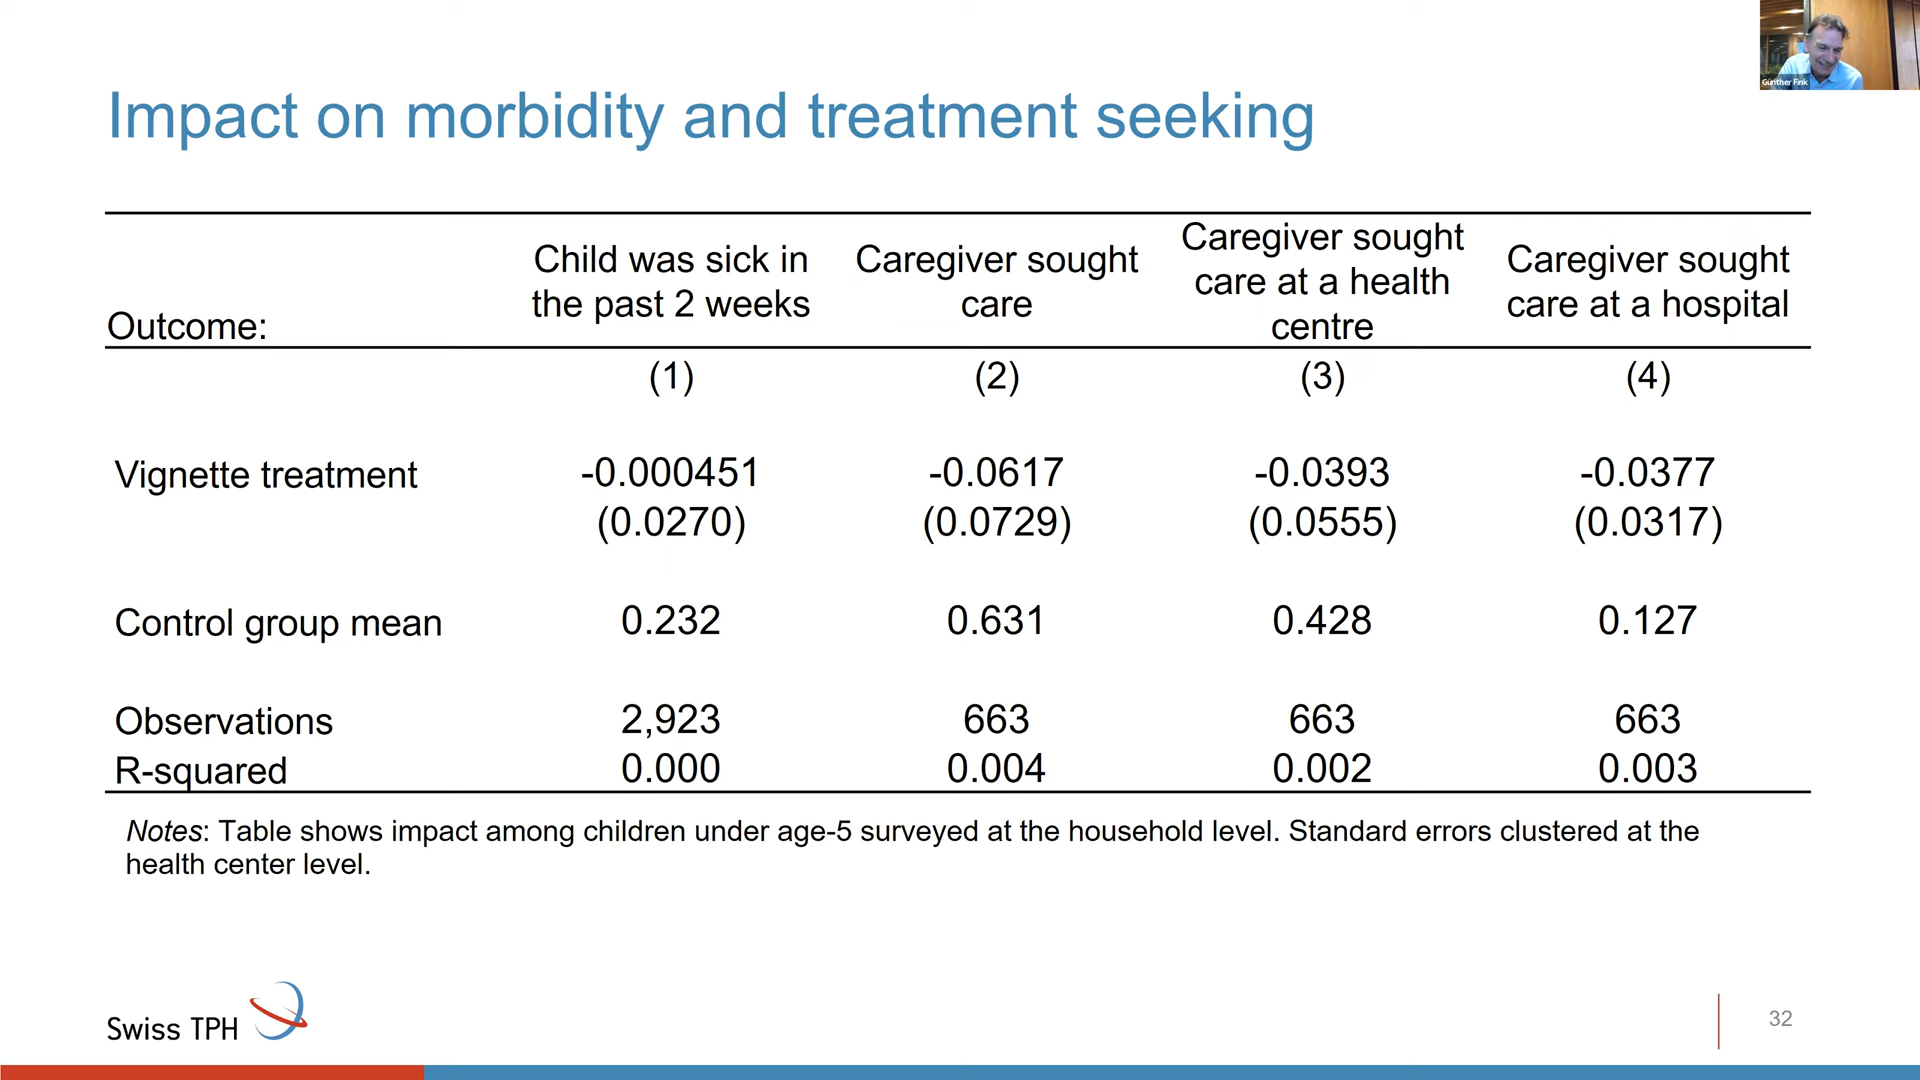 Günther Fink
Impact on morbidity and treatment seeking
Outcome:
Child was sick in
the past 2 weeks
Caregiver sought
care
Caregiver sought
care at a health
centre
Caregiver sought
care at a hospital
(1) (2) (3) (4)
Vignette treatment -0.000451 -0.0617 -0.0393 -0.0377
(0.0270) (0.0729) (0.0555) (0.0317)
Control group mean 0.232 0.631 0.428 0.127
Observations 2,923 663 663 663
R-squared 0.000 0.004 0.002 0.003
Notes: Table shows impact among children under age-5 surveyed at the household level. Standard errors clustered at the
health center level.
Swiss TPH
32